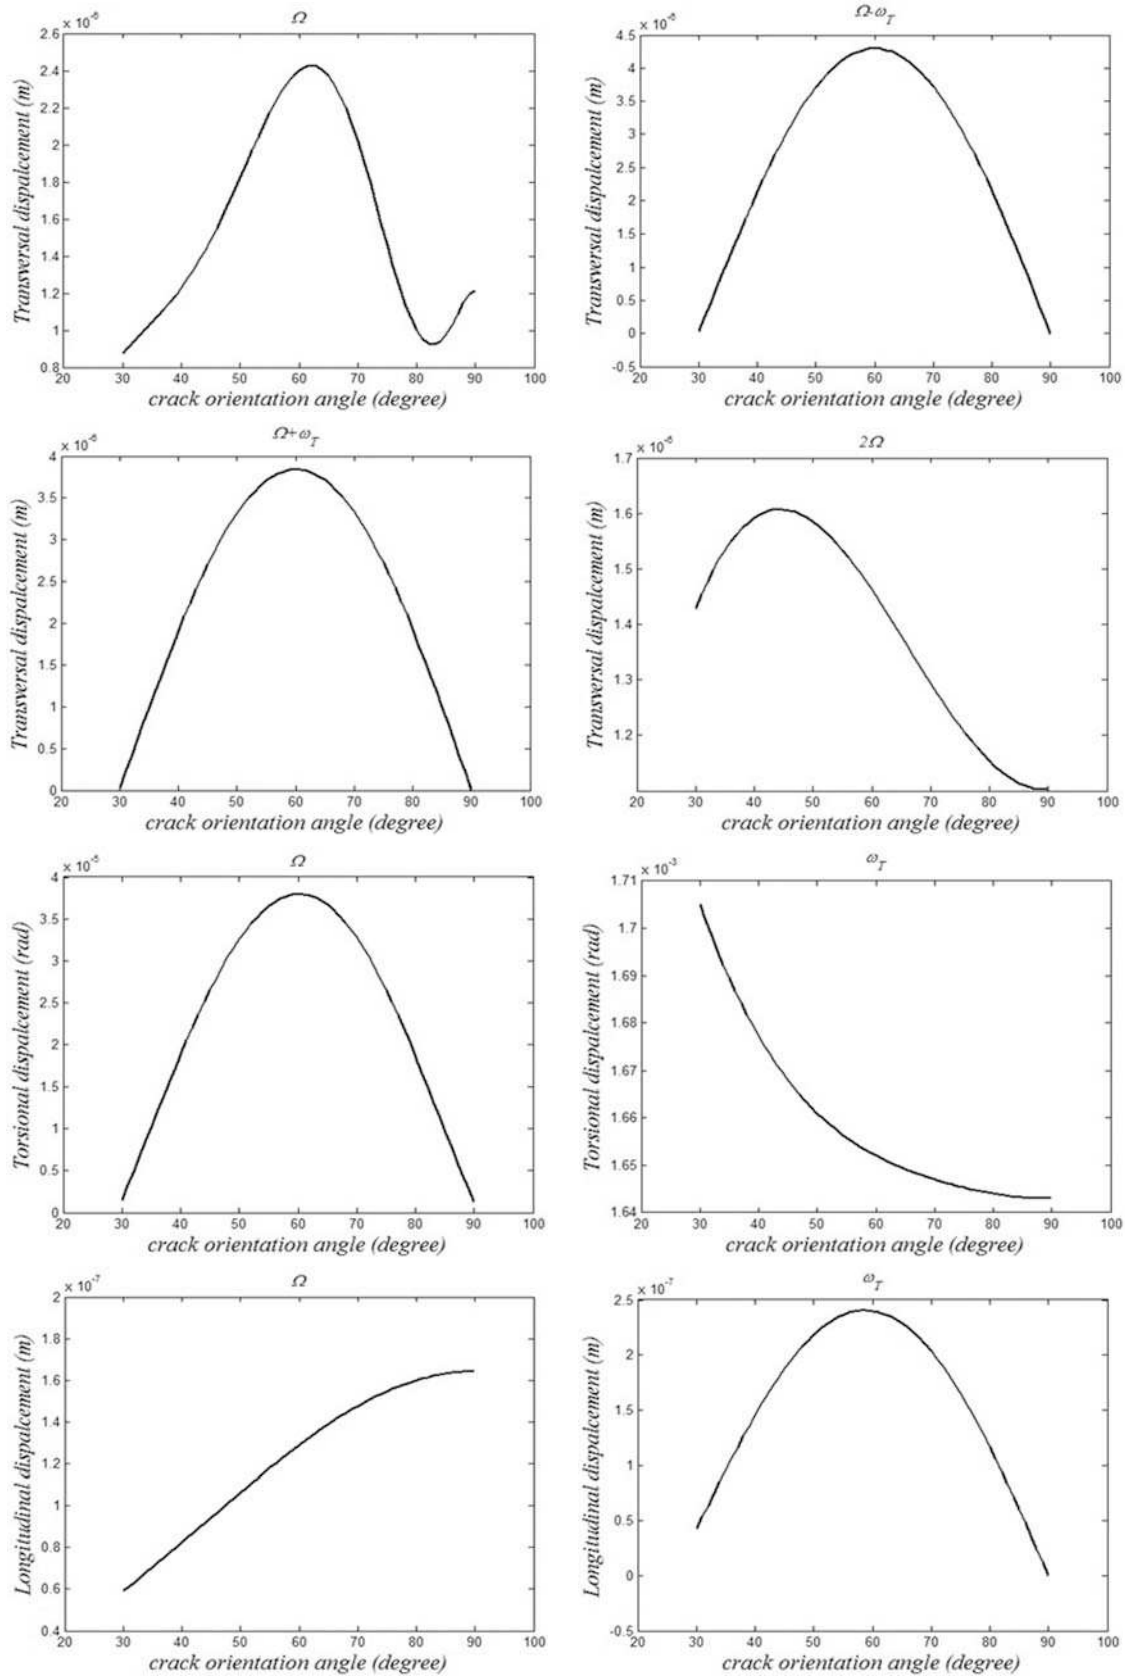 Ω
x 10⁻⁶
2.6
2.4
2.2
2
1.8
1.6
1.4
1.2
1
0.8
20 30 40 50 60 70 80 90 100
Transversal dispalcement (m)
crack orientation angle (degree)
Ω-ω_T
x 10⁻⁶
4.5
4
3.5
3
2.5
2
1.5
1
0.5
0
-0.5
20 30 40 50 60 70 80 90 100
Transversal dispalcement (m)
crack orientation angle (degree)
Ω+ω_T
x 10⁻⁶
4
3.5
3
2.5
2
1.5
1
0.5
0
20 30 40 50 60 70 80 90 100
Transversal dispalcement (m)
crack orientation angle (degree)
2Ω
x 10⁻⁶
1.7
1.6
1.5
1.4
1.3
1.2
20 30 40 50 60 70 80 90 100
Transversal dispalcement (m)
crack orientation angle (degree)
Ω
x 10⁻⁵
4
3.5
3
2.5
2
1.5
1
0.5
0
20 30 40 50 60 70 80 90 100
Torsional dispalcement (rad)
crack orientation angle (degree)
ω_T
x 10⁻³
1.71
1.7
1.69
1.68
1.67
1.66
1.65
1.64
20 30 40 50 60 70 80 90 100
Torsional dispalcement (rad)
crack orientation angle (degree)
Ω
x 10⁻⁷
2
1.8
1.6
1.4
1.2
1
0.8
0.6
0.4
20 30 40 50 60 70 80 90 100
Longitudinal dispalcement (m)
crack orientation angle (degree)
ω_T
x 10⁻⁷
2.5
2
1.5
1
0.5
0
-0.5
20 30 40 50 60 70 80 90 100
Longitudinal dispalcement (m)
crack orientation angle (degree)